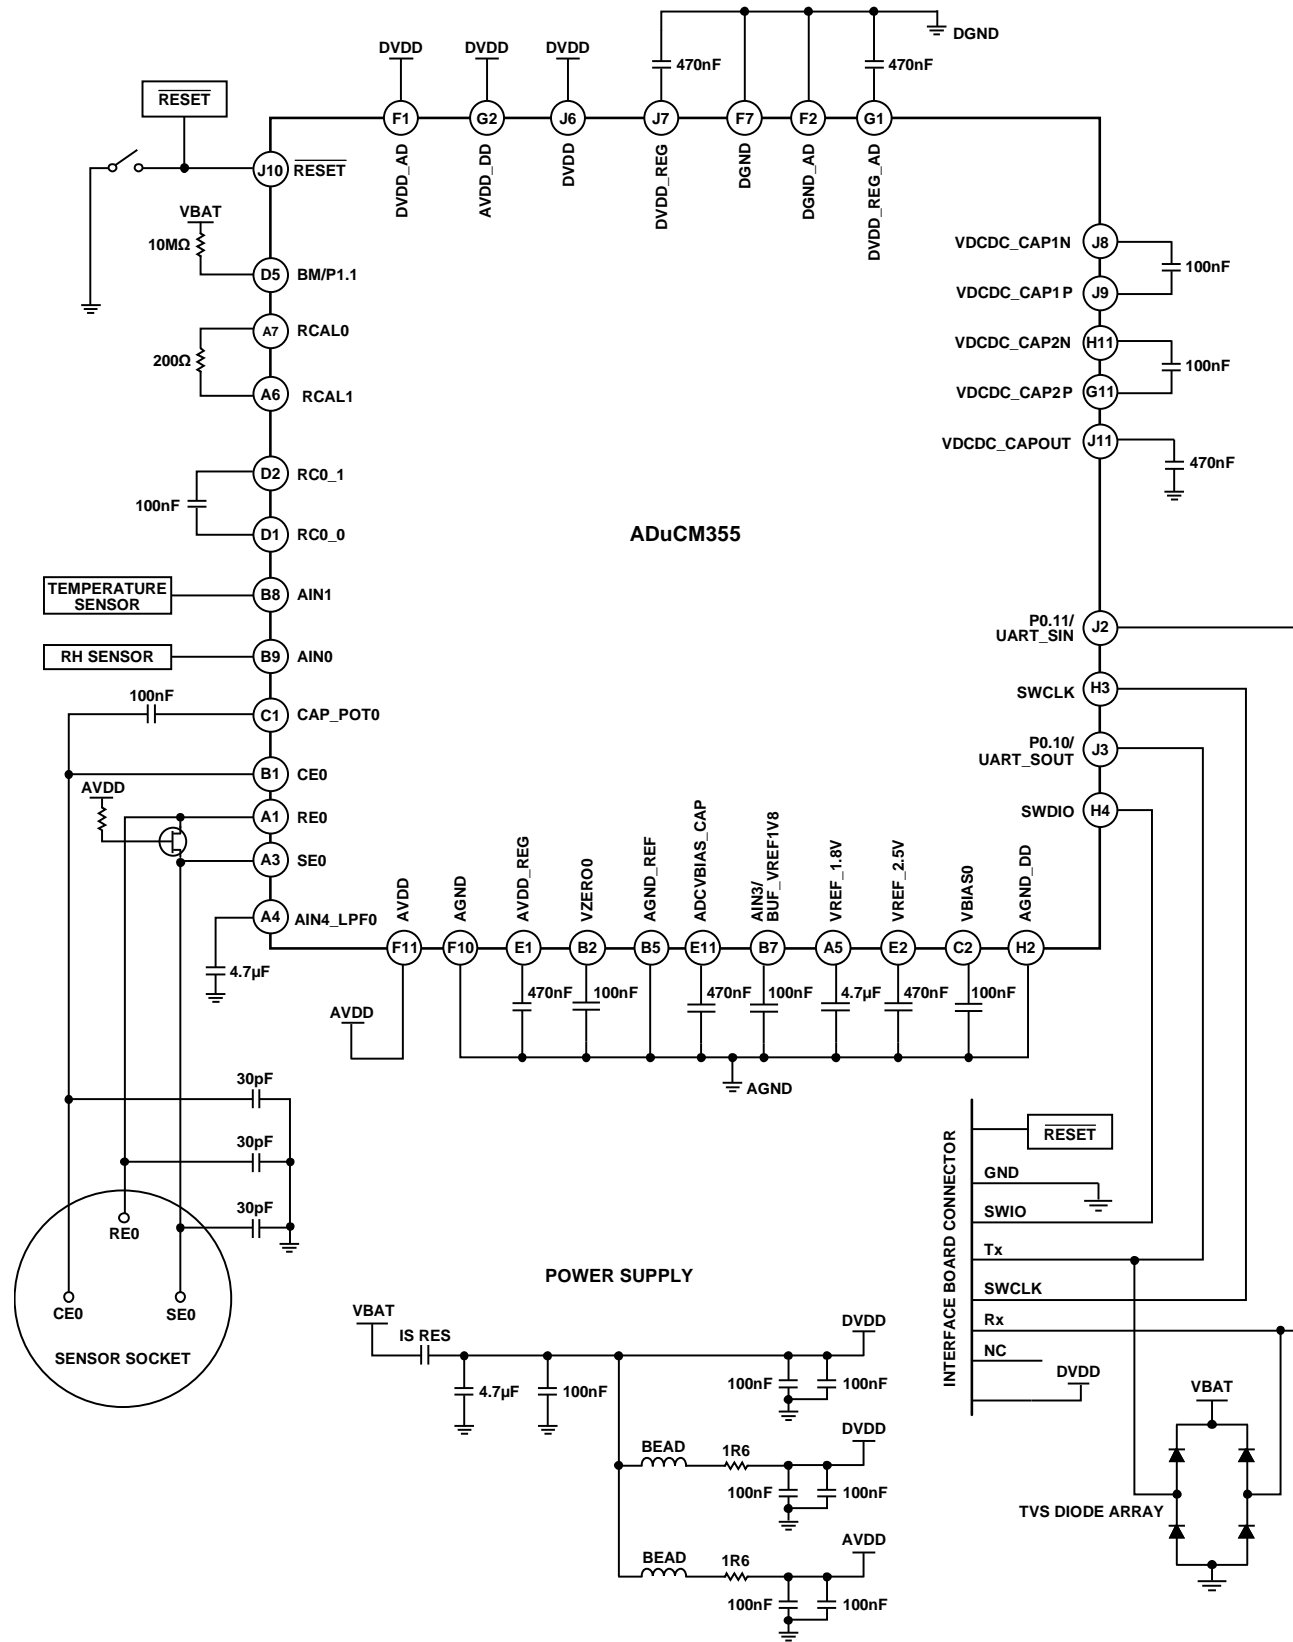 DGND
DVDD
DVDD
DVDD
470nF
470nF
RESET
F1
G2
J6
J7
F7
F2
G1
DVDD_AD
AVDD_DD
DVDD
DVDD_REG
DGND
DGND_AD
DVDD_REG_AD
J10
RESET
VBAT
10MΩ
D5
BM/P1.1
A7
RCAL0
200Ω
A6
RCAL1
D2
RC0_1
100nF
D1
RC0_0
TEMPERATURE
SENSOR
B8
AIN1
RH SENSOR
B9
AIN0
100nF
C1
CAP_POT0
B1
CE0
AVDD
A1
RE0
A3
SE0
A4
AIN4_LPF0
4.7µF
ADuCM355
VDCDC_CAP1N
J8
100nF
VDCDC_CAP1P
J9
VDCDC_CAP2N
H11
100nF
VDCDC_CAP2P
G11
VDCDC_CAPOUT
J11
470nF
P0.11/
UART_SIN
J2
SWCLK
H3
P0.10/
UART_SOUT
J3
SWDIO
H4
AVDD
AGND
AVDD_REG
VZERO0
AGND_REF
ADCVBIAS_CAP
AIN3/
BUF_VREF1V8
VREF_1.8V
VREF_2.5V
VBIAS0
AGND_DD
F11
F10
E1
B2
B5
E11
B7
A5
E2
C2
H2
AVDD
470nF
100nF
470nF
100nF
4.7µF
470nF
100nF
AGND
30pF
30pF
30pF
RE0
CE0
SE0
SENSOR SOCKET
POWER SUPPLY
VBAT
IS RES
4.7µF
100nF
DVDD
100nF
100nF
BEAD
1R6
DVDD
100nF
100nF
BEAD
1R6
AVDD
100nF
100nF
INTERFACE BOARD CONNECTOR
RESET
GND
SWIO
Tx
SWCLK
Rx
NC
DVDD
VBAT
TVS DIODE ARRAY